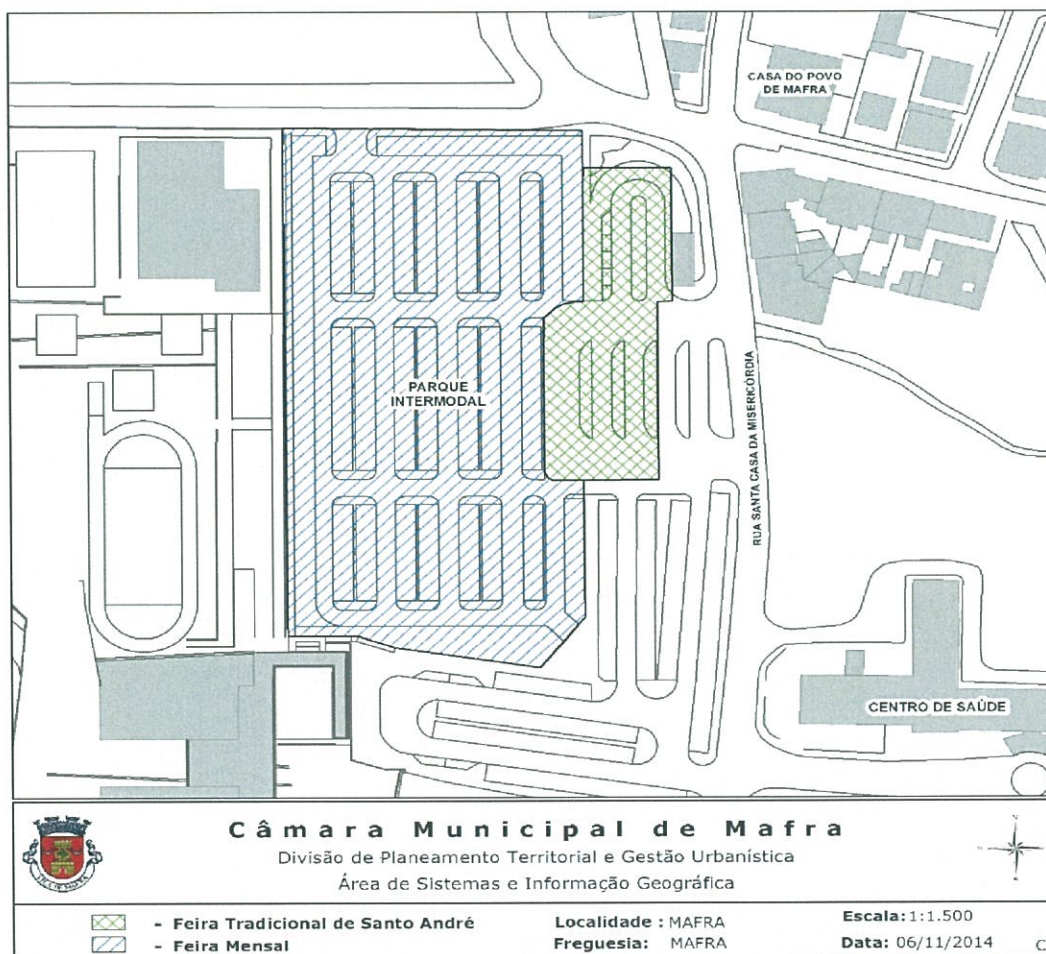 CASA DO POVO
DE MAFRA
PARQUE
INTERMODAL
RUA SANTA CASA DA MISERICÓRDIA
CENTRO DE SAÚDE
Câmara Municipal de Mafra
Divisão de Planeamento Territorial e Gestão Urbanística
Área de Sistemas e Informação Geográfica
- Feira Tradicional de Santo André
- Feira Mensal
Localidade : MAFRA
Freguesia: MAFRA
Escala:1:1.500
Data: 06/11/2014
C